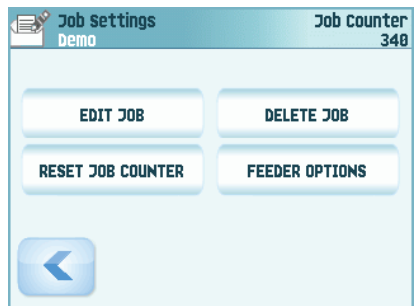 Job Settings
Job Counter
Demo
340
EDIT JOB
DELETE JOB
RESET JOB COUNTER
FEEDER OPTIONS